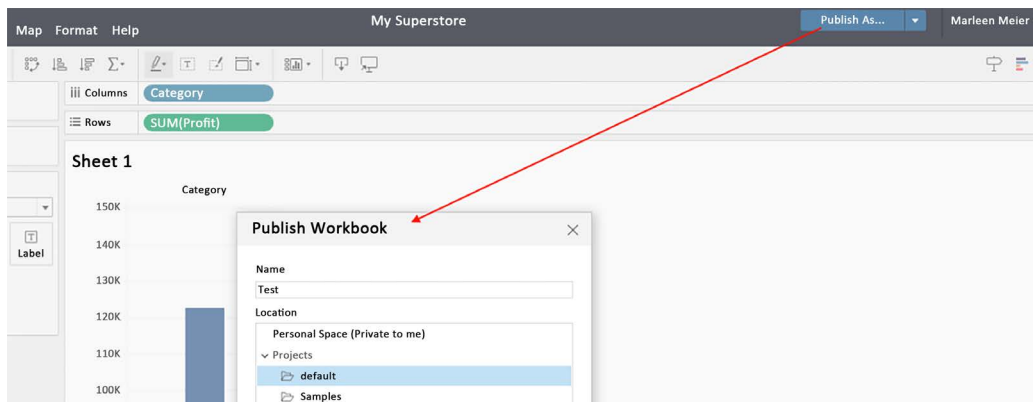 My Superstore
Publish As...
Marleen Meier
Map Format Help
Columns
Category
Rows
SUM(Profit)
Sheet 1
Category
150K
140K
130K
120K
110K
100K
T
Label
Publish Workbook
Name
Test
Location
Personal Space (Private to me)
Projects
default
Samples